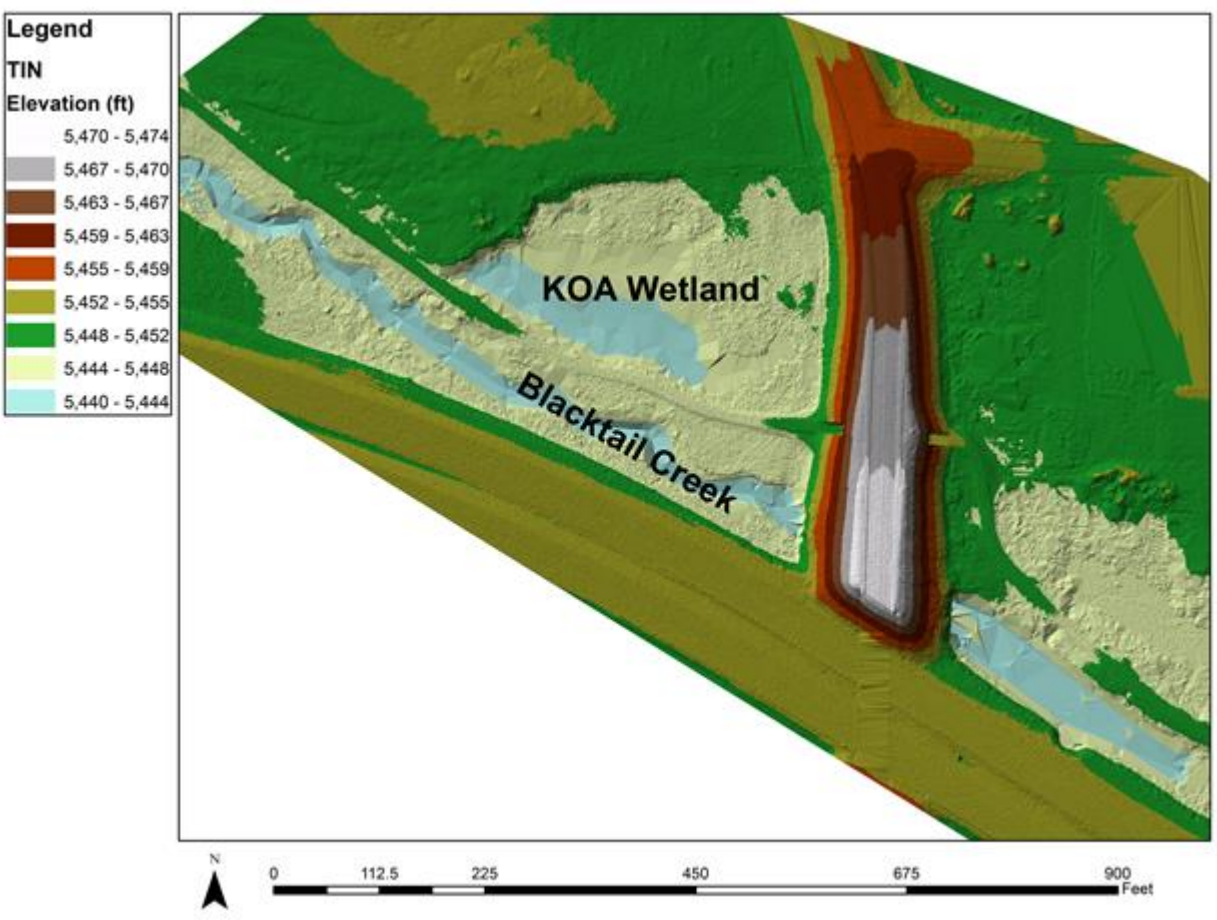 Legend
TIN
Elevation (ft)
5,470 - 5,474
5,467 - 5,470
5,463 - 5,467
5,459 - 5,463
5,455 - 5,459
5,452 - 5,455
5,448 - 5,452
5,444 - 5,448
5,440 - 5,444
KOA Wetland
Blacktail Creek
N
0 112.5 225 450 675 900
Feet